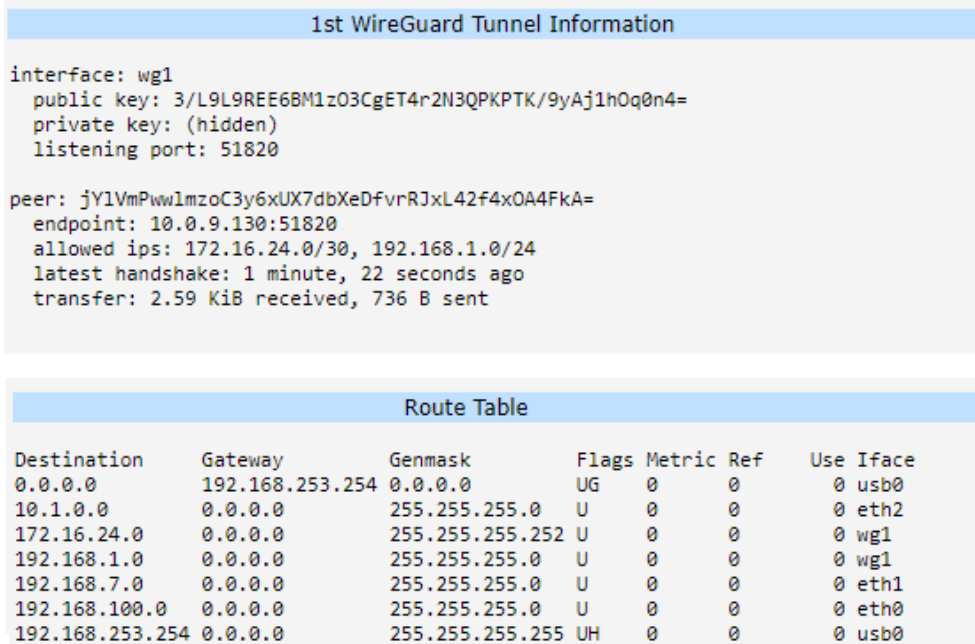 1st WireGuard Tunnel Information
interface: wg1
public key: 3/L9L9REE6BM1zO3CgET4r2N3QPKPTK/9yAj1hOq0n4=
private key: (hidden)
listening port: 51820
peer: jYlVmPwwlmzoC3y6xUX7dbXeDfvrRJxL42f4xOA4FkA=
endpoint: 10.0.9.130:51820
allowed ips: 172.16.24.0/30, 192.168.1.0/24
latest handshake: 1 minute, 22 seconds ago
transfer: 2.59 KiB received, 736 B sent
Route Table
Destination Gateway Genmask Flags Metric Ref Use Iface
0.0.0.0 192.168.253.254 0.0.0.0 UG 0 0 0 usb0
10.1.0.0 0.0.0.0 255.255.255.0 U 0 0 0 eth2
172.16.24.0 0.0.0.0 255.255.255.252 U 0 0 0 wg1
192.168.1.0 0.0.0.0 255.255.255.0 U 0 0 0 wg1
192.168.7.0 0.0.0.0 255.255.255.0 U 0 0 0 eth1
192.168.100.0 0.0.0.0 255.255.255.0 U 0 0 0 eth0
192.168.253.254 0.0.0.0 255.255.255.255 UH 0 0 0 usb0